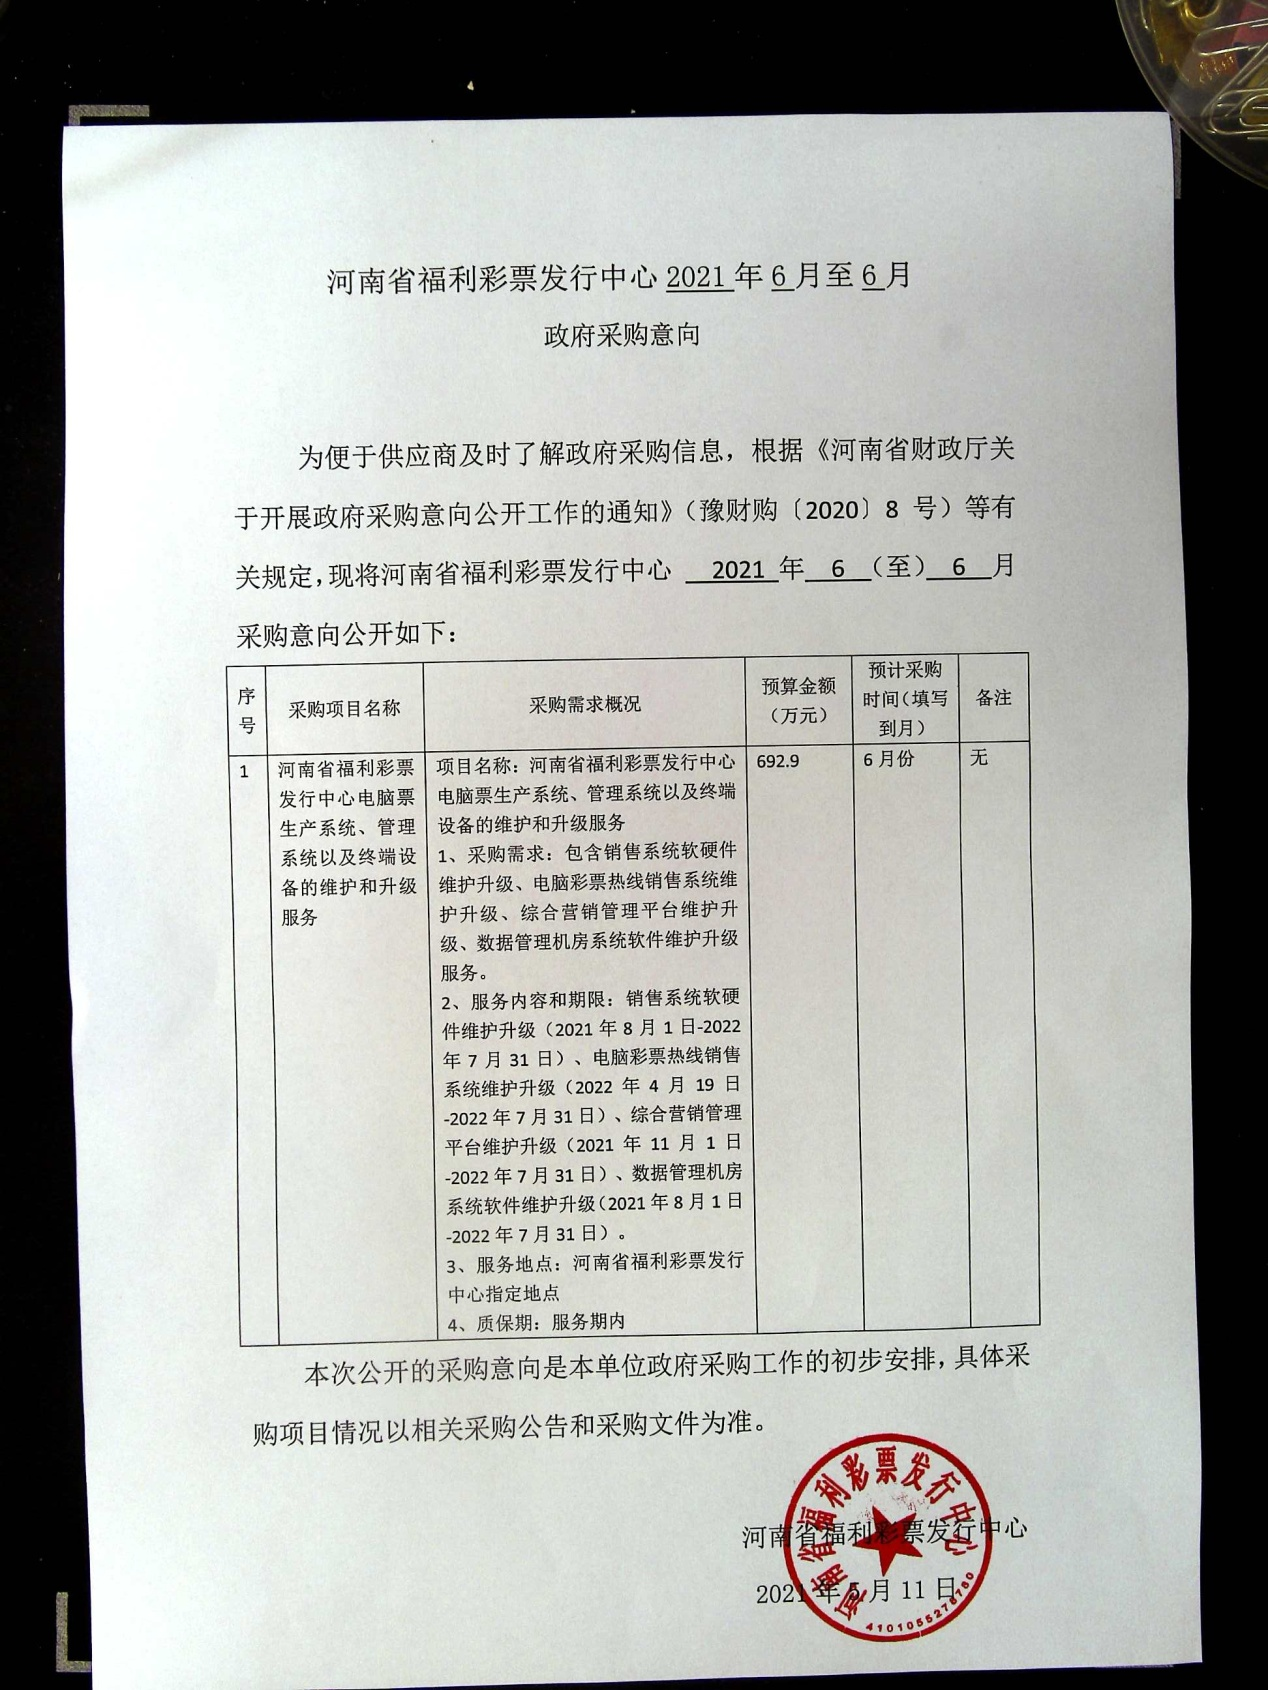 河南省福利彩票发行中心 2021 年 6 月至 6 月
政府采购意向
为便于供应商及时了解政府采购信息，根据《河南省财政厅关
于开展政府采购意向公开工作的通知》（豫财购〔2020〕8 号）等有
关规定，现将河南省福利彩票发行中心 2021 年 6 （至） 6 月
采购意向公开如下：
序号
采购项目名称
采购需求概况
预算金额
（万元）
预计采购
时间（填写
到月）
备注
1
河南省福利彩票
发行中心电脑票
生产系统、管理
系统以及终端设
备的维护和升级
服务
项目名称：河南省福利彩票发行中心
电脑票生产系统、管理系统以及终端
设备的维护和升级服务
1、采购需求：包含销售系统软硬件
维护升级、电脑彩票热线销售系统维
护升级、综合营销管理平台维护升
级、数据管理机房系统软件维护升级
服务。
2、服务内容和期限：销售系统软硬
件维护升级（2021 年 8 月 1 日-2022
年 7 月 31 日）、电脑彩票热线销售
系统维护升级（2022 年 4 月 19 日
-2022 年 7 月 31 日）、综合营销管理
平台维护升级（2021 年 11 月 1 日
-2022 年 7 月 31 日）、数据管理机房
系统软件维护升级（2021 年 8 月 1 日
-2022 年 7 月 31 日）。
3、服务地点：河南省福利彩票发行
中心指定地点
4、质保期：服务期内
692.9
6 月份
无
本次公开的采购意向是本单位政府采购工作的初步安排，具体采
购项目情况以相关采购公告和采购文件为准。
河南省福利彩票发行中心
2021 年 5 月 11 日
河南省福利彩票发行中心